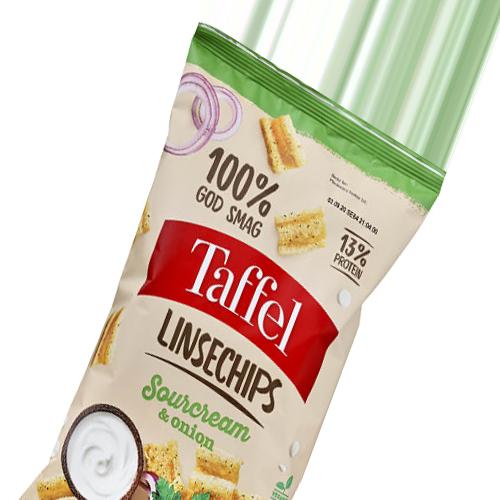 100%
GOD SMAG
13%
PROTEIN
Taffel
LINSECHIPS
Sourcream
& onion